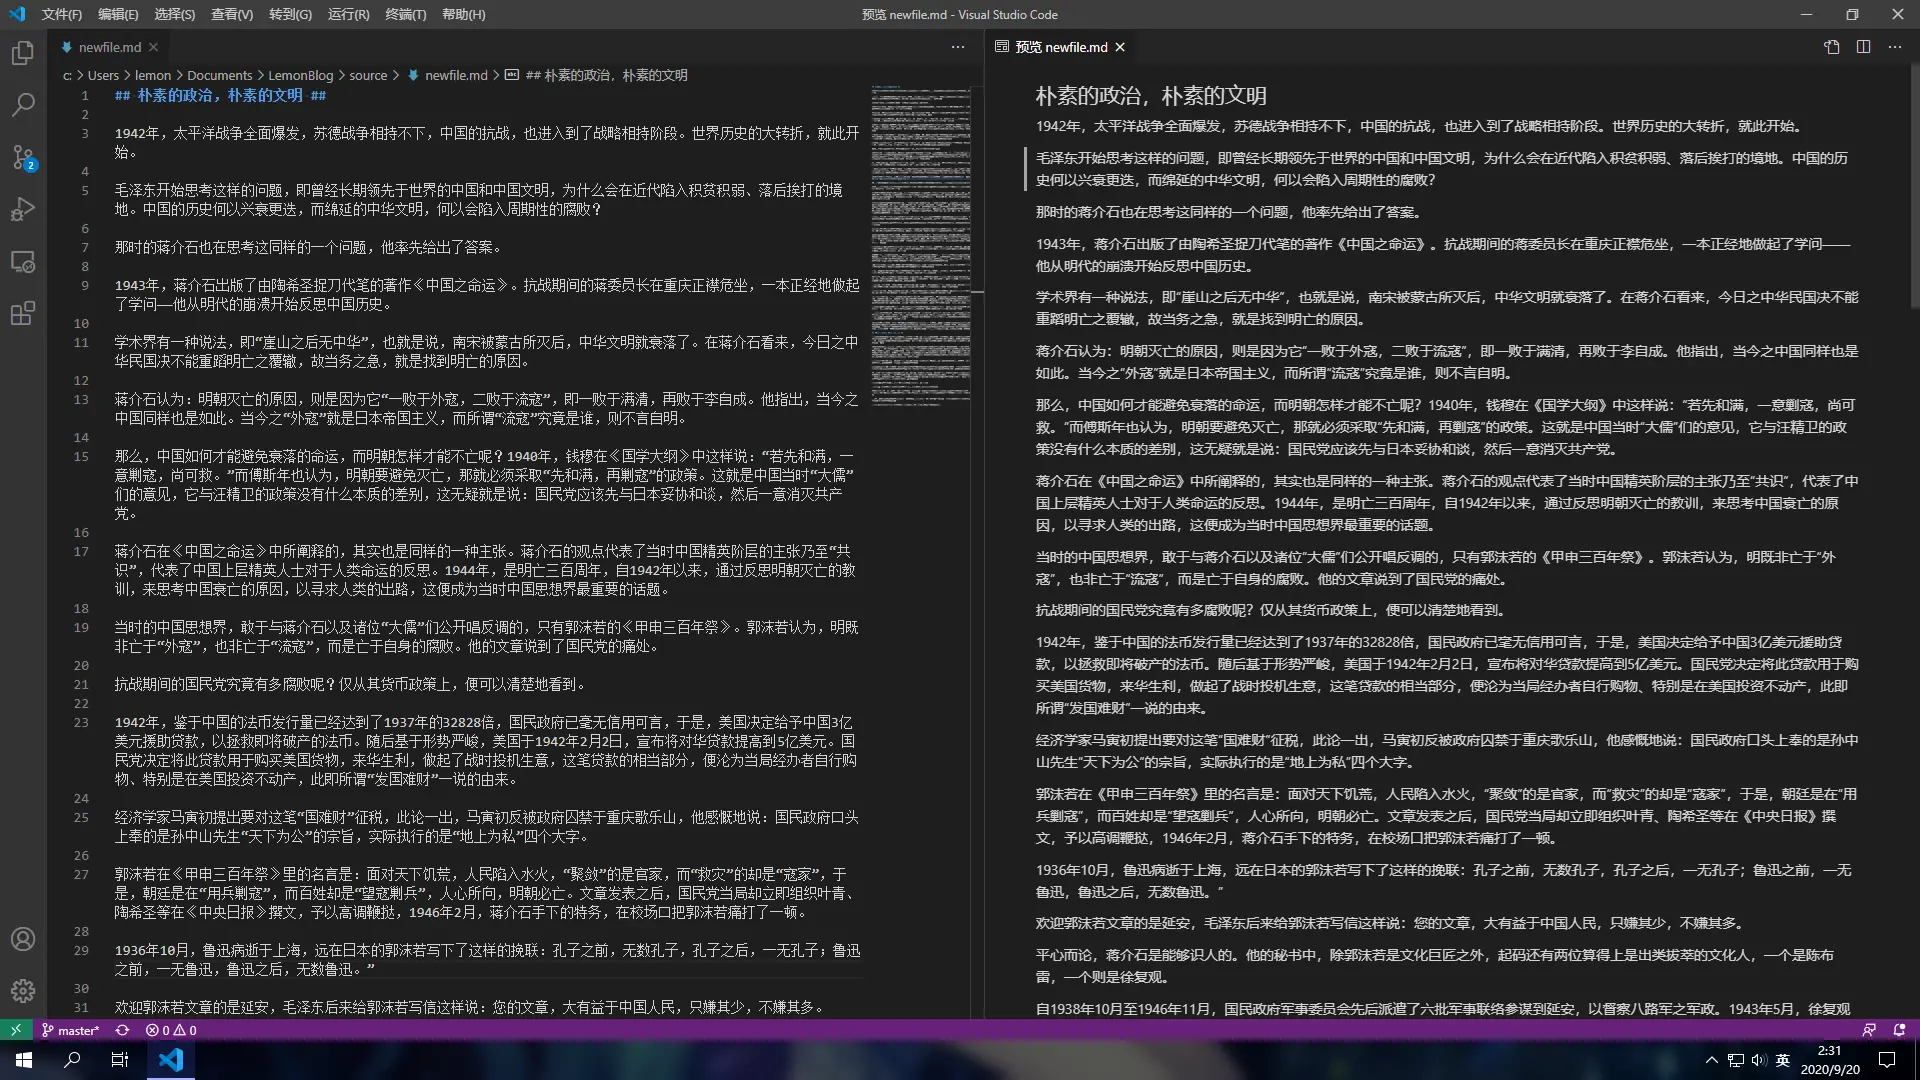 文件(F) 编辑(E) 选择(S) 查看(V) 转到(G) 运行(R) 终端(T) 帮助(H)
预览 newfile.md - Visual Studio Code
newfile.md
c: > Users > lemon > Documents > LemonBlog > source > newfile.md > ## 朴素的政治，朴素的文明
1 ## 朴素的政治，朴素的文明 ##
2
3 1942年，太平洋战争全面爆发，苏德战争相持不下，中国的抗战，也进入到了战略相持阶段。世界历史的大转折，就此开
始。
4
5 毛泽东开始思考这样的问题，即曾经长期领先于世界的中国和中国文明，为什么会在近代陷入积贫积弱、落后挨打的境
地。中国的历史何以兴衰更迭，而绵延的中华文明，何以会陷入周期性的腐败？
6
7 那时的蒋介石也在思考这同样的一个问题，他率先给出了答案。
8
9 1943年，蒋介石出版了由陶希圣捉刀代笔的著作《中国之命运》。抗战期间的蒋委员长在重庆正襟危坐，一本正经地做起
了学问——他从明代的崩溃开始反思中国历史。
10
11 学术界有一种说法，即“崖山之后无中华”，也就是说，南宋被蒙古所灭后，中华文明就衰落了。在蒋介石看来，今日之中
华民国决不能重蹈明亡之覆辙，故当务之急，就是找到明亡的原因。
12
13 蒋介石认为：明朝灭亡的原因，则是因为它“一败于外寇，二败于流寇”，即一败于满清，再败于李自成。他指出，当今之
中国同样也是如此。当今之“外寇”就是日本帝国主义，而所谓“流寇”究竟是谁，则不言自明。
14
15 那么，中国如何才能避免衰落的命运，而明朝怎样才能不亡呢？1940年，钱穆在《国学大纲》中这样说：“若先和满，一
意剿寇，尚可救。”而傅斯年也认为，明朝要避免灭亡，那就必须采取“先和满，再剿寇”的政策。这就是中国当时“大儒”
们的意见，它与汪精卫的政策没有什么本质的差别，这无疑就是说：国民党应该先与日本妥协和谈，然后一意消灭共产
党。
16
17 蒋介石在《中国之命运》中所阐释的，其实也是同样的一种主张。蒋介石的观点代表了当时中国精英阶层的主张乃至“共
识”，代表了中国上层精英人士对于人类命运的反思。1944年，是明亡三百周年，自1942年以来，通过反思明朝灭亡的教
训，来思考中国衰亡的原因，以寻求人类的出路，这便成为当时中国思想界最重要的话题。
18
19 当时的中国思想界，敢于与蒋介石以及诸位“大儒”们公开唱反调的，只有郭沫若的《甲申三百年祭》。郭沫若认为，明既
非亡于“外寇”，也非亡于“流寇”，而是亡于自身的腐败。他的文章说到了国民党的痛处。
20
21 抗战期间的国民党究竟有多腐败呢？仅从其货币政策上，便可以清楚地看到。
22
23 1942年，鉴于中国的法币发行量已经达到了1937年的32828倍，国民政府已毫无信用可言，于是，美国决定给予中国3亿
美元援助贷款，以拯救即将破产的法币。随后基于形势严峻，美国于1942年2月2日，宣布将对华贷款提高到5亿美元。国
民党决定将此贷款用于购买美国货物，来华生利，做起了战时投机生意，这笔贷款的相当部分，便沦为当局经办者自行购
物、特别是在美国投资不动产，此即所谓“发国难财”一说的由来。
24
25 经济学家马寅初提出要对这笔“国难财”征税，此论一出，马寅初反被政府囚禁于重庆歌乐山，他感慨地说：国民政府口头
上奉的是孙中山先生“天下为公”的宗旨，实际执行的是“地上为私”四个大字。
26
27 郭沫若在《甲申三百年祭》里的名言是：面对天下饥荒，人民陷入水火，“聚敛”的是官家，而“救灾”的却是“寇家”，于
是，朝廷是在“用兵剿寇”，而百姓却是“望寇剿兵”，人心所向，明朝必亡。文章发表之后，国民党当局却立即组织叶青、
陶希圣等在《中央日报》撰文，予以高调鞭挞，1946年2月，蒋介石手下的特务，在校场口把郭沫若痛打了一顿。
28
29 1936年10月，鲁迅病逝于上海，远在日本的郭沫若写下了这样的挽联：孔子之前，无数孔子，孔子之后，一无孔子；鲁迅
之前，一无鲁迅，鲁迅之后，无数鲁迅。”
30
31 欢迎郭沫若文章的是延安，毛泽东后来给郭沫若写信这样说：您的文章，大有益于中国人民，只嫌其少，不嫌其多。
预览 newfile.md
朴素的政治，朴素的文明
1942年，太平洋战争全面爆发，苏德战争相持不下，中国的抗战，也进入到了战略相持阶段。世界历史的大转折，就此开始。
毛泽东开始思考这样的问题，即曾经长期领先于世界的中国和中国文明，为什么会在近代陷入积贫积弱、落后挨打的境地。中国的历
史何以兴衰更迭，而绵延的中华文明，何以会陷入周期性的腐败？
那时的蒋介石也在思考这同样的一个问题，他率先给出了答案。
1943年，蒋介石出版了由陶希圣捉刀代笔的著作《中国之命运》。抗战期间的蒋委员长在重庆正襟危坐，一本正经地做起了学问——
他从明代的崩溃开始反思中国历史。
学术界有一种说法，即“崖山之后无中华”，也就是说，南宋被蒙古所灭后，中华文明就衰落了。在蒋介石看来，今日之中华民国决不能
重蹈明亡之覆辙，故当务之急，就是找到明亡的原因。
蒋介石认为：明朝灭亡的原因，则是因为它“一败于外寇，二败于流寇”，即一败于满清，再败于李自成。他指出，当今之中国同样也是
如此。当今之“外寇”就是日本帝国主义，而所谓“流寇”究竟是谁，则不言自明。
那么，中国如何才能避免衰落的命运，而明朝怎样才能不亡呢？1940年，钱穆在《国学大纲》中这样说：“若先和满，一意剿寇，尚可
救。”而傅斯年也认为，明朝要避免灭亡，那就必须采取“先和满，再剿寇”的政策。这就是中国当时“大儒”们的意见，它与汪精卫的政
策没有什么本质的差别，这无疑就是说：国民党应该先与日本妥协和谈，然后一意消灭共产党。
蒋介石在《中国之命运》中所阐释的，其实也是同样的一种主张。蒋介石的观点代表了当时中国精英阶层的主张乃至“共识”，代表了中
国上层精英人士对于人类命运的反思。1944年，是明亡三百周年，自1942年以来，通过反思明朝灭亡的教训，来思考中国衰亡的原
因，以寻求人类的出路，这便成为当时中国思想界最重要的话题。
当时的中国思想界，敢于与蒋介石以及诸位“大儒”们公开唱反调的，只有郭沫若的《甲申三百年祭》。郭沫若认为，明既非亡于“外
寇”，也非亡于“流寇”，而是亡于自身的腐败。他的文章说到了国民党的痛处。
抗战期间的国民党究竟有多腐败呢？仅从其货币政策上，便可以清楚地看到。
1942年，鉴于中国的法币发行量已经达到了1937年的32828倍，国民政府已毫无信用可言，于是，美国决定给予中国3亿美元援助贷
款，以拯救即将破产的法币。随后基于形势严峻，美国于1942年2月2日，宣布将对华贷款提高到5亿美元。国民党决定将此贷款用于购
买美国货物，来华生利，做起了战时投机生意，这笔贷款的相当部分，便沦为当局经办者自行购物、特别是在美国投资不动产，此即
所谓“发国难财”一说的由来。
经济学家马寅初提出要对这笔“国难财”征税，此论一出，马寅初反被政府囚禁于重庆歌乐山，他感慨地说：国民政府口头上奉的是孙中
山先生“天下为公”的宗旨，实际执行的是“地上为私”四个大字。
郭沫若在《甲申三百年祭》里的名言是：面对天下饥荒，人民陷入水火，“聚敛”的是官家，而“救灾”的却是“寇家”，于是，朝廷是在“用
兵剿寇”，而百姓却是“望寇剿兵”，人心所向，明朝必亡。文章发表之后，国民党当局却立即组织叶青、陶希圣等在《中央日报》撰
文，予以高调鞭挞，1946年2月，蒋介石手下的特务，在校场口把郭沫若痛打了一顿。
1936年10月，鲁迅病逝于上海，远在日本的郭沫若写下了这样的挽联：孔子之前，无数孔子，孔子之后，一无孔子；鲁迅之前，一无
鲁迅，鲁迅之后，无数鲁迅。”
欢迎郭沫若文章的是延安，毛泽东后来给郭沫若写信这样说：您的文章，大有益于中国人民，只嫌其少，不嫌其多。
平心而论，蒋介石是能够识人的。他的秘书中，除郭沫若是文化巨匠之外，起码还有两位算得上是出类拔萃的文化人，一个是陈布
雷，一个则是徐复观。
自1938年10月至1946年11月，国民政府军事委员会先后派遣了六批军事联络参谋到延安，以督察八路军之军政。1943年5月，徐复观
2
master* 0 0
英
2:31
2020/9/20